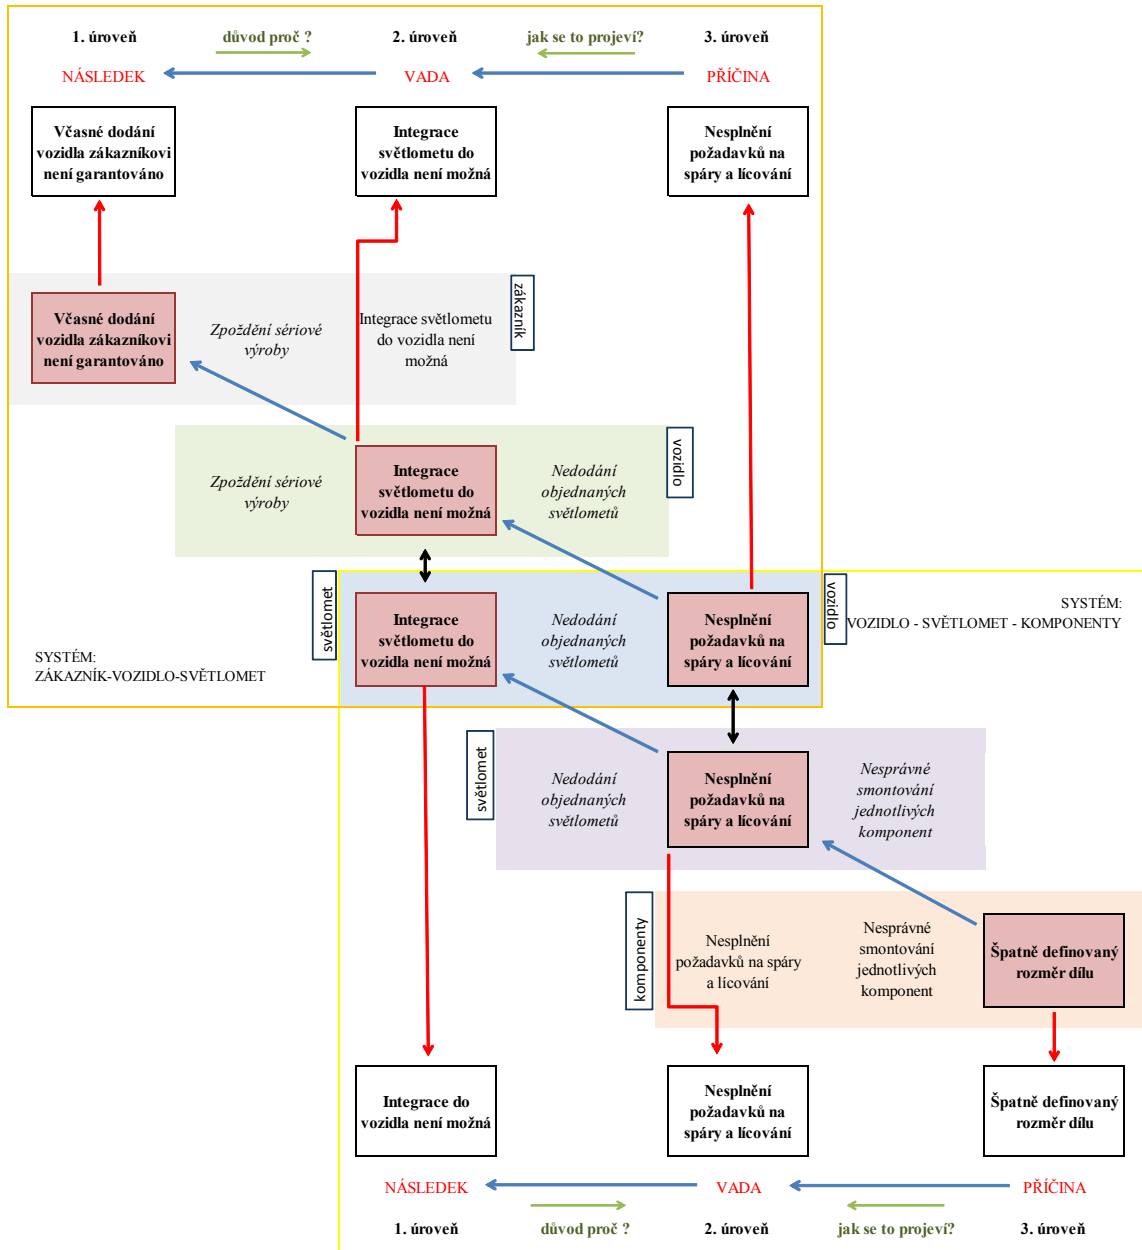 1. úroveň
důvod proč ?
2. úroveň
jak se to projeví?
3. úroveň
NÁSLEDEK
VADA
PŘÍČINA
Včasné dodání
vozidla zákazníkovi
není garantováno
Integrace
světlometu do
vozidla není možná
Nesplnění
požadavků na
spáry a lícování
zákazník
Včasné dodání
vozidla zákazníkovi
není garantováno
Zpoždění sériové
výroby
Integrace světlometu
do vozidla není
možná
vozidlo
Zpoždění sériové
výroby
Integrace
světlometu do
vozidla není možná
Nedodání
objednaných
světlometů
světlomet
Integrace
světlometu do
vozidla není možná
Nedodání
objednaných
světlometů
Nesplnění
požadavků na
spáry a lícování
vozidlo
SYSTÉM:
VOZIDLO - SVĚTLOMET - KOMPONENTY
SYSTÉM:
ZÁKAZNÍK-VOZIDLO-SVĚTLOMET
světlomet
Nedodání
objednaných
světlometů
Nesplnění
požadavků na
spáry a lícování
Nesprávné
smontování
jednotlivých
komponent
komponenty
Nesplnění
požadavků na spáry
a lícování
Nesprávné
smontování
jednotlivých
komponent
Špatně definovaný
rozměr dílu
Integrace do
vozidla není možná
Nesplnění
požadavků na
spáry a lícování
Špatně definovaný
rozměr dílu
NÁSLEDEK
VADA
PŘÍČINA
1. úroveň
důvod proč ?
2. úroveň
jak se to projeví?
3. úroveň